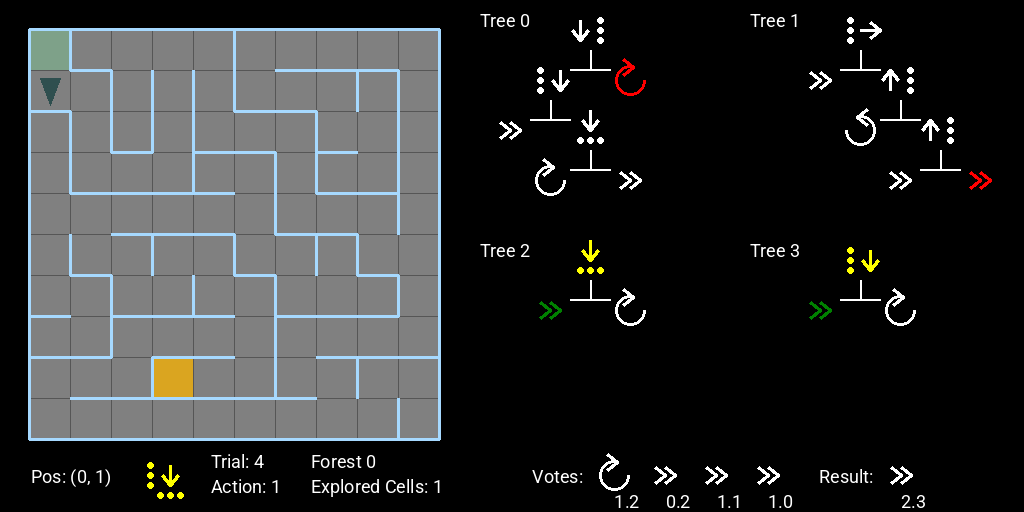 Tree 0
Tree 1
Tree 2
Tree 3
Pos: (0, 1)
Trial: 4
Action: 1
Forest 0
Explored Cells: 1
Votes:
1.2
0.2
1.1
1.0
Result:
2.3